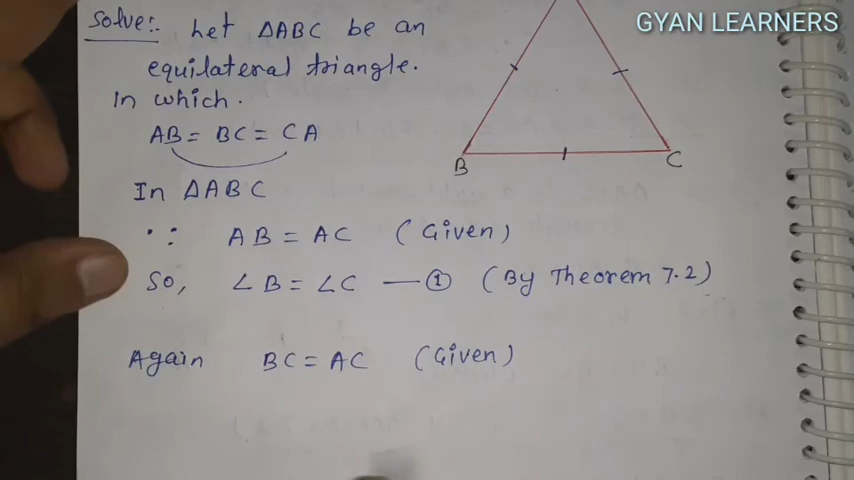 GYAN LEARNERS
Solve:. Let ΔABC be an
equilateral triangle.
In which.
AB = BC = CA
B
C
In ΔABC
∵ AB = AC (Given)
So, ∠B = ∠C — ① (By Theorem 7.2)
Again BC = AC (Given)